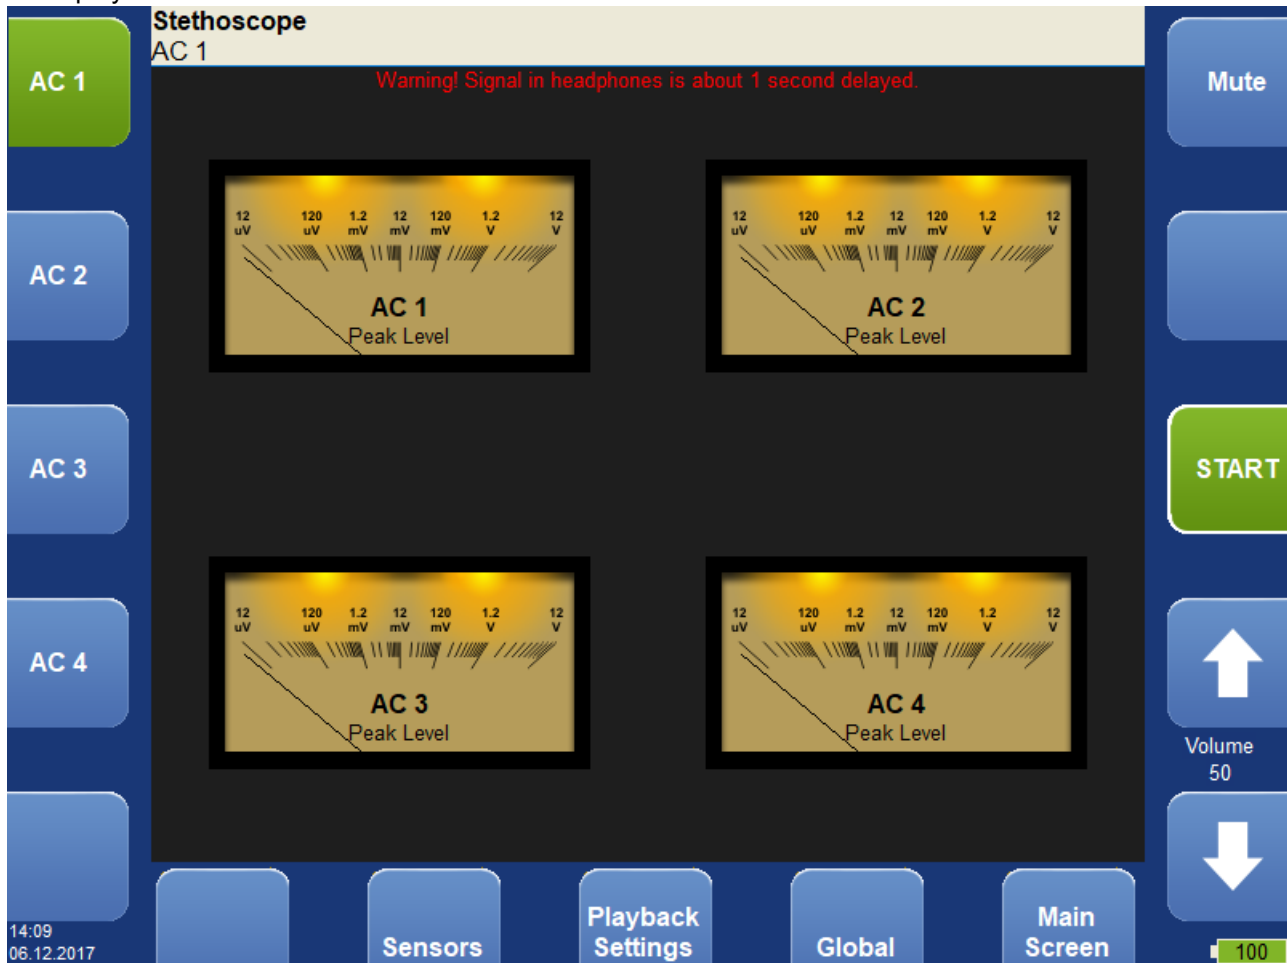 Stethoscope
AC 1
Warning! Signal in headphones is about 1 second delayed.
AC 1
AC 2
AC 3
AC 4
12 120 1.2 12 120 1.2 12
uV uV mV mV mV V V
AC 1
Peak Level
12 120 1.2 12 120 1.2 12
uV uV mV mV mV V V
AC 2
Peak Level
12 120 1.2 12 120 1.2 12
uV uV mV mV mV V V
AC 3
Peak Level
12 120 1.2 12 120 1.2 12
uV uV mV mV mV V V
AC 4
Peak Level
Mute
START
Volume
50
14:09
06.12.2017
Sensors
Playback
Settings
Global
Main
Screen
100